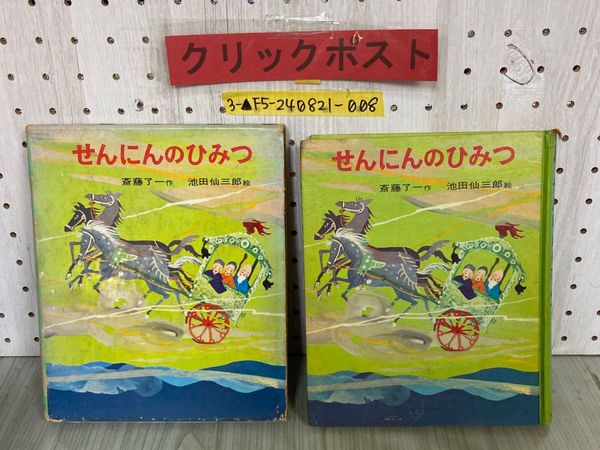 クリックポスト
3-▲F5-240821-008
せんにんのひみつ
斎藤了一作 池田仙三郎絵
せんにんのひみつ
斎藤了一作 池田仙三郎絵